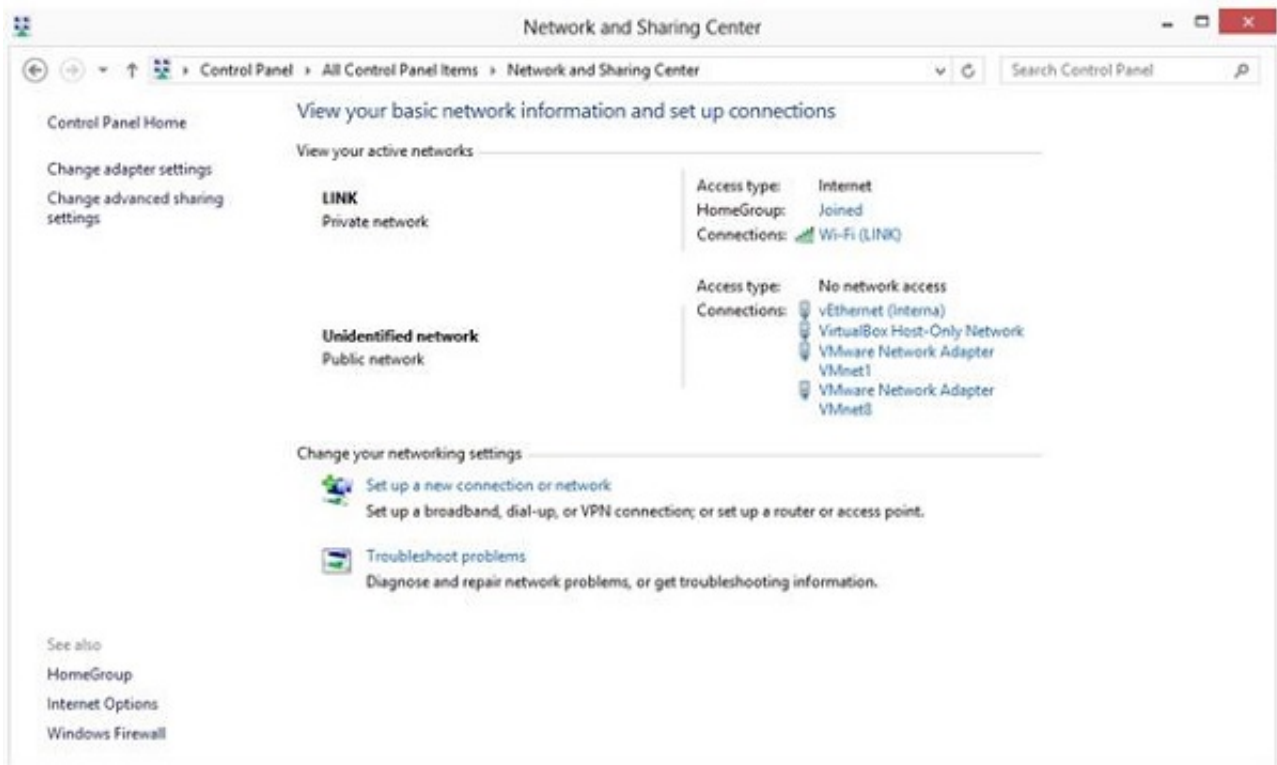 Network and Sharing Center
Control Panel › All Control Panel Items › Network and Sharing Center
Search Control Panel
Control Panel Home
Change adapter settings
Change advanced sharing
settings
View your basic network information and set up connections
View your active networks
LINK
Private network
Access type: Internet
HomeGroup: Joined
Connections: Wi-Fi (LINK)
Unidentified network
Public network
Access type: No network access
Connections: vEthernet (Interna)
VirtualBox Host-Only Network
VMware Network Adapter
VMnet1
VMware Network Adapter
VMnet8
Change your networking settings
Set up a new connection or network
Set up a broadband, dial-up, or VPN connection; or set up a router or access point.
Troubleshoot problems
Diagnose and repair network problems, or get troubleshooting information.
See also
HomeGroup
Internet Options
Windows Firewall